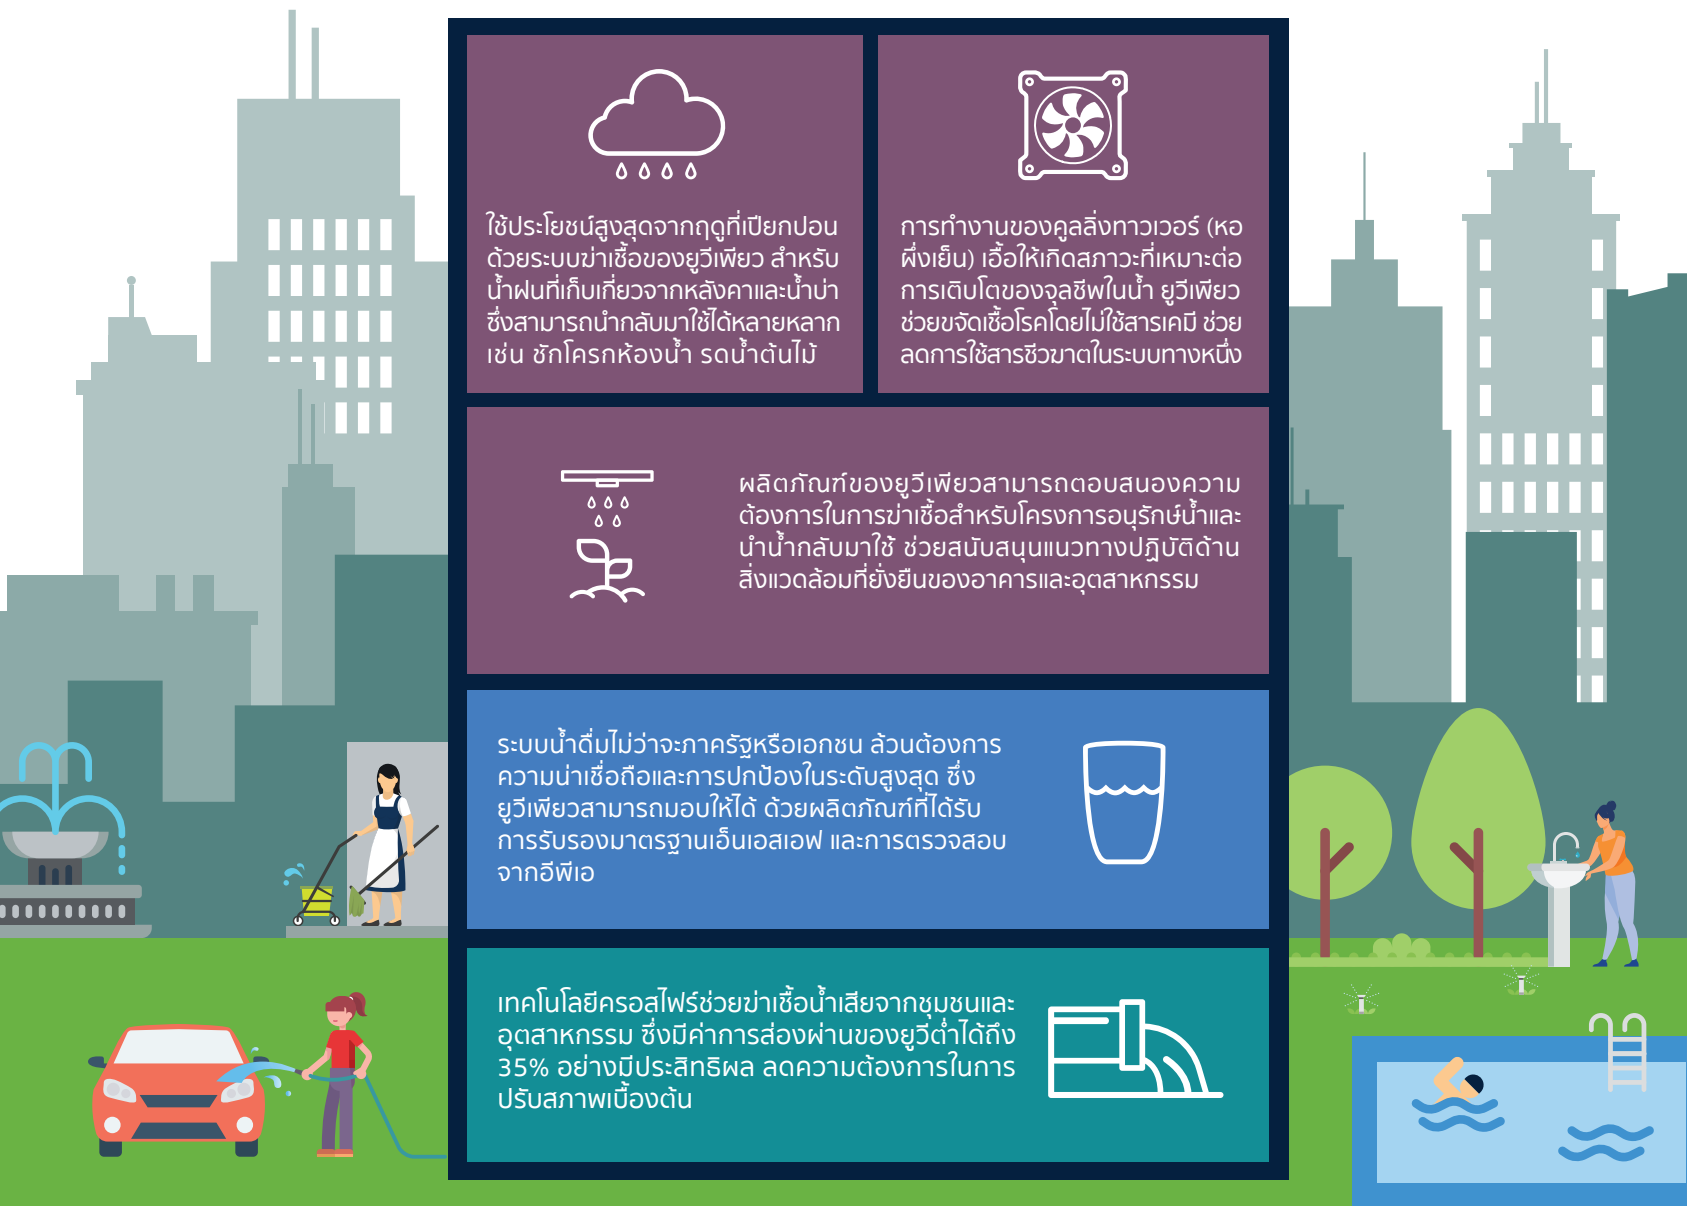 ใช้ประโยชน์สูงสุดจากฤดูที่เปียกปอน
ด้วยระบบฆ่าเชื้อของยูวีเพียว สำหรับ
น้ำฝนที่เก็บเกี่ยวจากหลังคาและน้ำบ่า
ซึ่งสามารถนำกลับมาใช้ได้หลายหลาก
เช่น ชักโครกห้องน้ำ รดน้ำต้นไม้
การทำงานของคูลลิ่งทาวเวอร์ (หอ
ผึ่งเย็น) เอื้อให้เกิดสภาวะที่เหมาะต่อ
การเติบโตของจุลชีพในน้ำ ยูวีเพียว
ช่วยขจัดเชื้อโรคโดยไม่ใช้สารเคมี ช่วย
ลดการใช้สารชีวฆาตในระบบทางหนึ่ง
ผลิตภัณฑ์ของยูวีเพียวสามารถตอบสนองความ
ต้องการในการฆ่าเชื้อสำหรับโครงการอนุรักษ์น้ำและ
นำน้ำกลับมาใช้ ช่วยสนับสนุนแนวทางปฏิบัติด้าน
สิ่งแวดล้อมที่ยั่งยืนของอาคารและอุตสาหกรรม
ระบบน้ำดื่มไม่ว่าจะภาครัฐหรือเอกชน ล้วนต้องการ
ความน่าเชื่อถือและการปกป้องในระดับสูงสุด ซึ่ง
ยูวีเพียวสามารถมอบให้ได้ ด้วยผลิตภัณฑ์ที่ได้รับ
การรับรองมาตรฐานเอ็นเอสเอฟ และการตรวจสอบ
จากอีพีเอ
เทคโนโลยีครอสไฟร์ช่วยฆ่าเชื้อน้ำเสียจากชุมชนและ
อุตสาหกรรม ซึ่งมีค่าการส่องผ่านของยูวีต่ำได้ถึง
35% อย่างมีประสิทธิผล ลดความต้องการในการ
ปรับสภาพเบื้องต้น